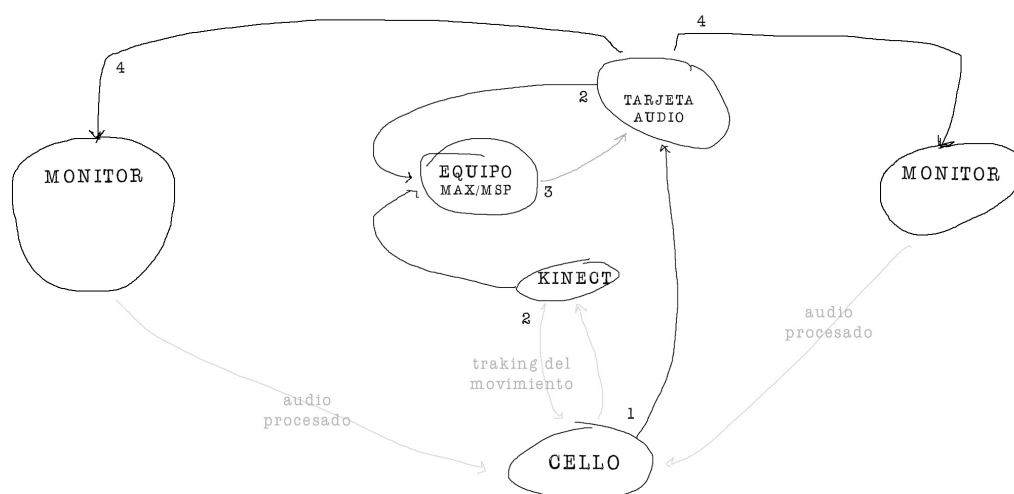 4
4
2
TARJETA
AUDIO
MONITOR
EQUIPO
MAX/MSP
3
MONITOR
KINECT
2
audio
procesado
traking del
movimiento
audio
procesado
1
CELLO